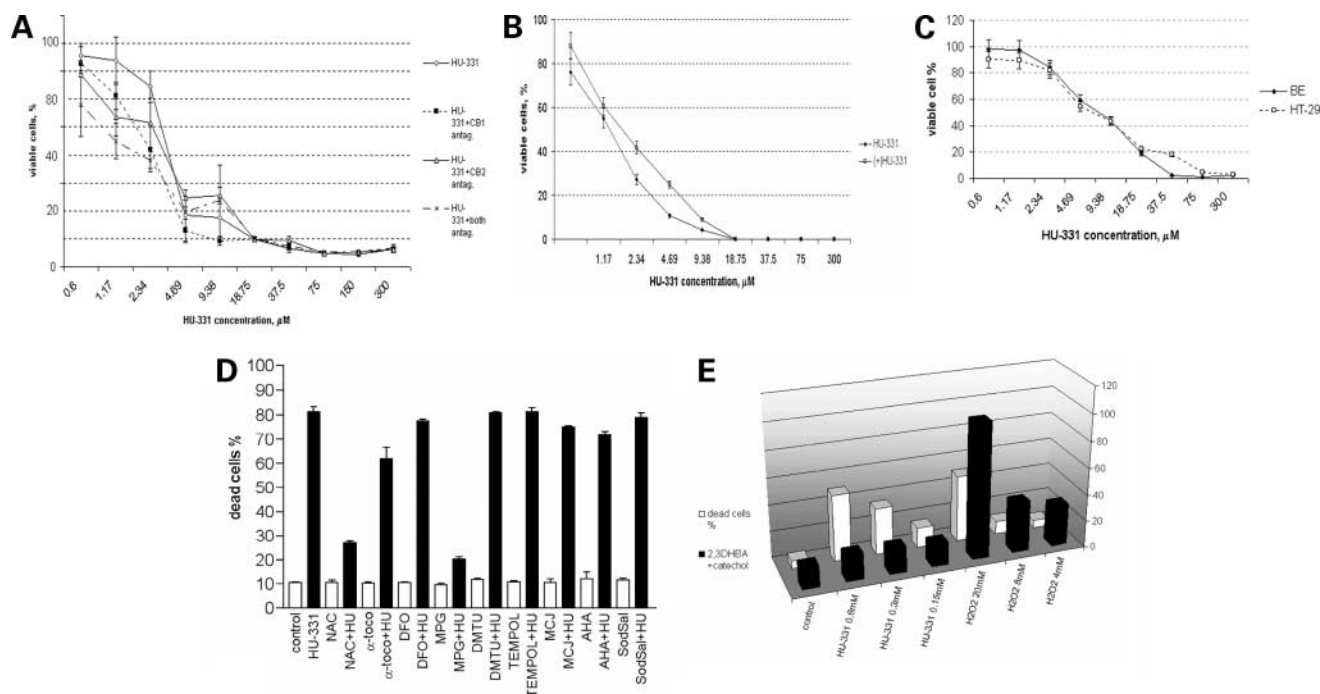 A
viable cells, %
100
80
60
40
20
0
0.6
1.17
2.34
4.69
9.38
18.75
37.5
75
150
300
HU-331 concentration, µM
HU-331
HU-
331+CB1
antag.
HU-
331+CB2
antag.
HU-
331+both
antag.
B
viable cells, %
100
80
60
40
20
0
1.17
2.34
4.69
9.38
18.75
37.5
75
300
HU-331 concentration, µM
HU-331
(+)HU-331
C
viable cell %
120
100
80
60
40
20
0
0.6
1.17
2.34
4.69
9.38
18.75
37.5
75
300
HU-331 concentration, µM
BE
HT-29
D
dead cells %
100
90
80
70
60
50
40
30
20
10
0
control
HU-331
NAC
NAC+HU
α-toco
α-toco+HU
DFO
DFO+HU
MPG
MPG+HU
DMTU
DMTU+HU
TEMPOL
TEMPOL+HU
MCJ
MCJ+HU
AHA
AHA+HU
SodSal
SodSal+HU
E
dead cells
%
2,3DHBA
+catechol
120
100
80
60
40
20
0
control
HU-331 0.6mM
HU-331 0.3mM
HU-331 0.15mM
H2O2 20mM
H2O2 8mM
H2O2 4mM